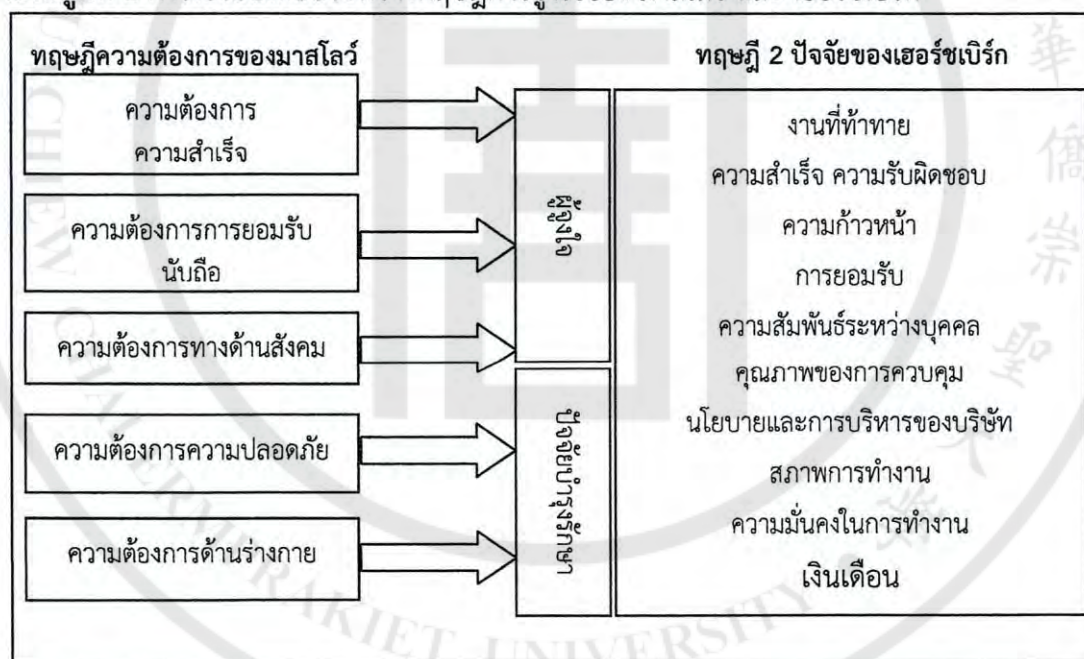 ทฤษฎีความต้องการของมาสโลว์
ทฤษฎี 2 ปัจจัยของเฮอร์ซเบิร์ก
ความต้องการ
ความสำเร็จ
ความต้องการการยอมรับ
นับถือ
ความต้องการทางด้านสังคม
ความต้องการความปลอดภัย
ความต้องการด้านร่างกาย
ผู้จูงใจ
ปัจจัยบำรุงรักษา
งานที่ท้าทาย
ความสำเร็จ ความรับผิดชอบ
ความก้าวหน้า
การยอมรับ
ความสัมพันธ์ระหว่างบุคคล
คุณภาพของการควบคุม
นโยบายและการบริหารของบริษัท
สภาพการทำงาน
ความมั่นคงในการทำงาน
เงินเดือน
華僑崇聖大學
RAKIET UNIVERSITY